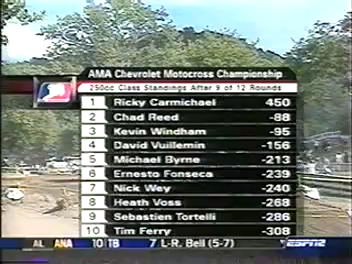 AMA Chevrolet Motocross Championship
250cc Class Standings After 9 of 12 Rounds
1 Ricky Carmichael 450
2 Chad Reed -88
3 Kevin Windham -95
4 David Vuillemin -156
5 Michael Byrne -213
6 Ernesto Fonseca -239
7 Nick Wey -240
8 Heath Voss -268
9 Sebastien Tortelli -286
10 Tim Ferry -308
AL ANA 10 TB 7 L-R. Bell (5-7) ESPN2